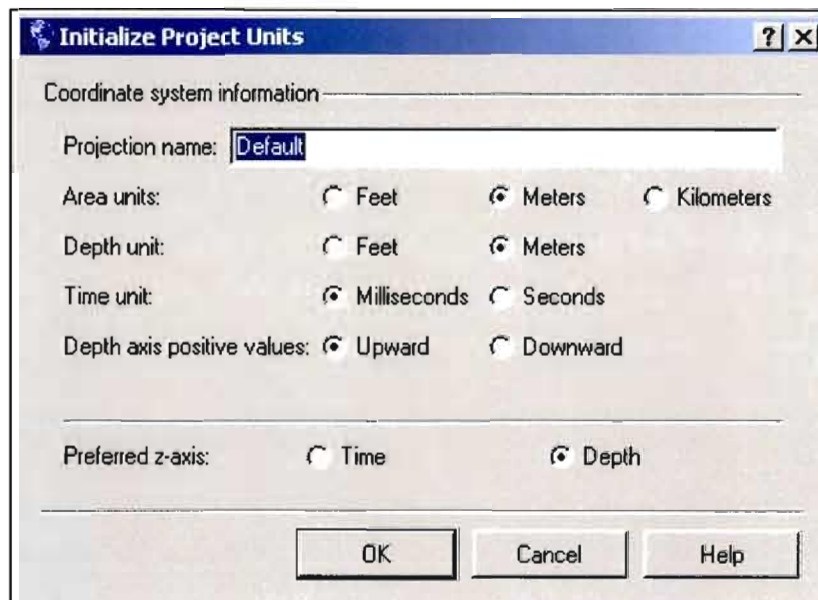 Initialize Project Units
Coordinate system information
Projection name: Default
Area units: Feet Meters Kilometers
Depth unit: Feet Meters
Time unit: Milliseconds Seconds
Depth axis positive values: Upward Downward
Preferred z-axis: Time Depth
OK Cancel Help